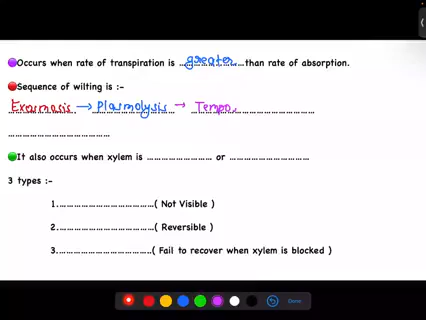 Occurs when rate of transpiration is ...greater...than rate of absorption.
Sequence of wilting is :-
Exosmosis → Plasmolysis → Tempo
It also occurs when xylem is ........................ or ..............................
3 types :-
1...................................( Not Visible )
2...................................( Reversible )
3..................................( Fail to recover when xylem is blocked )
Done